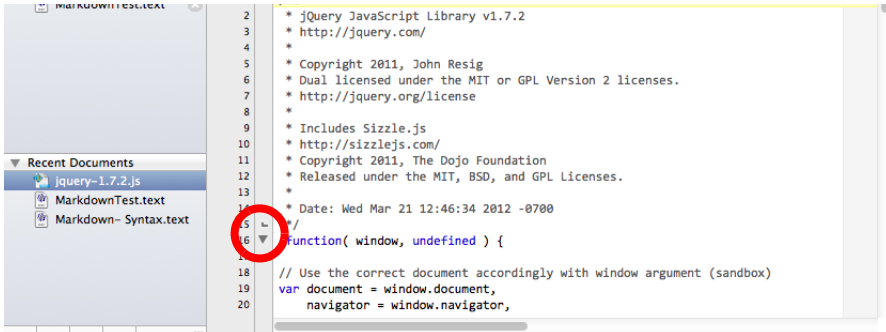 MarkdownTest.text
Recent Documents
jquery-1.7.2.js
MarkdownTest.text
Markdown- Syntax.text
2 * jQuery JavaScript Library v1.7.2
3 * http://jquery.com/
4 *
5 * Copyright 2011, John Resig
6 * Dual licensed under the MIT or GPL Version 2 licenses.
7 * http://jquery.org/license
8 *
9 * Includes Sizzle.js
10 * http://sizzlejs.com/
11 * Copyright 2011, The Dojo Foundation
12 * Released under the MIT, BSD, and GPL Licenses.
13 *
14 * Date: Wed Mar 21 12:46:34 2012 -0700
15 */
16 function( window, undefined ) {
18 // Use the correct document accordingly with window argument (sandbox)
19 var document = window.document,
20 navigator = window.navigator,